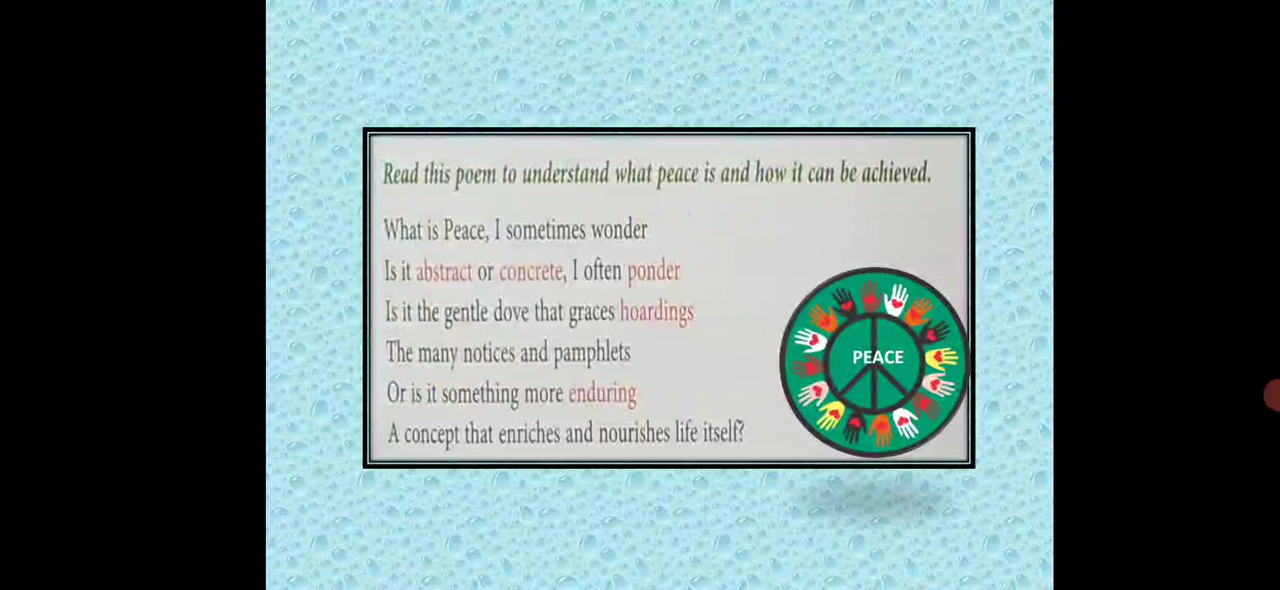 Read this poem to understand what peace is and how it can be achieved.
What is Peace, I sometimes wonder
Is it abstract or concrete, I often ponder
Is it the gentle dove that graces hoardings
The many notices and pamphlets
Or is it something more enduring
A concept that enriches and nourishes life itself?
PEACE